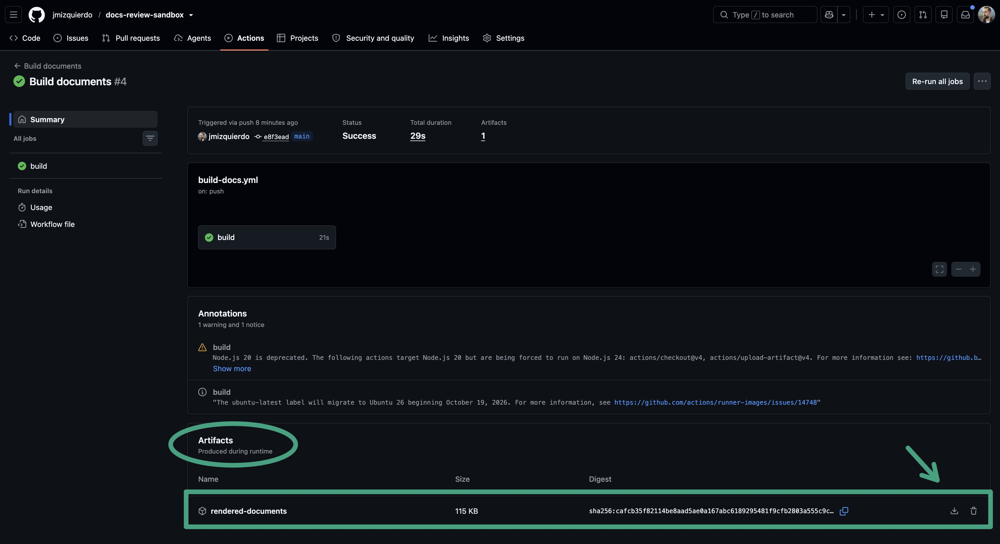 jmizquierdo / docs-review-sandbox
Type / to search
Code Issues Pull requests Agents Actions Projects Security and quality Insights Settings
Build documents
Build documents #4
Re-run all jobs
Summary
All jobs
build
Run details
Usage
Workflow file
Triggered via push 8 minutes ago
jmizquierdo e8f3ead main
Status
Success
Total duration
29s
Artifacts
1
build-docs.yml
on: push
build 21s
Annotations
1 warning and 1 notice
build
Node.js 20 is deprecated. The following actions target Node.js 20 but are being forced to run on Node.js 24: actions/checkout@v4, actions/upload-artifact@v4. For more information see: https://github.b…
Show more
build
"The ubuntu-latest label will migrate to Ubuntu 26 beginning October 19, 2026. For more information, see https://github.com/actions/runner-images/issues/14748"
Artifacts
Produced during runtime
Name Size Digest
rendered-documents 115 KB sha256:cafcb35f82114be8aad5ae0a167abc6189295481f9cfb2803a555c9c…